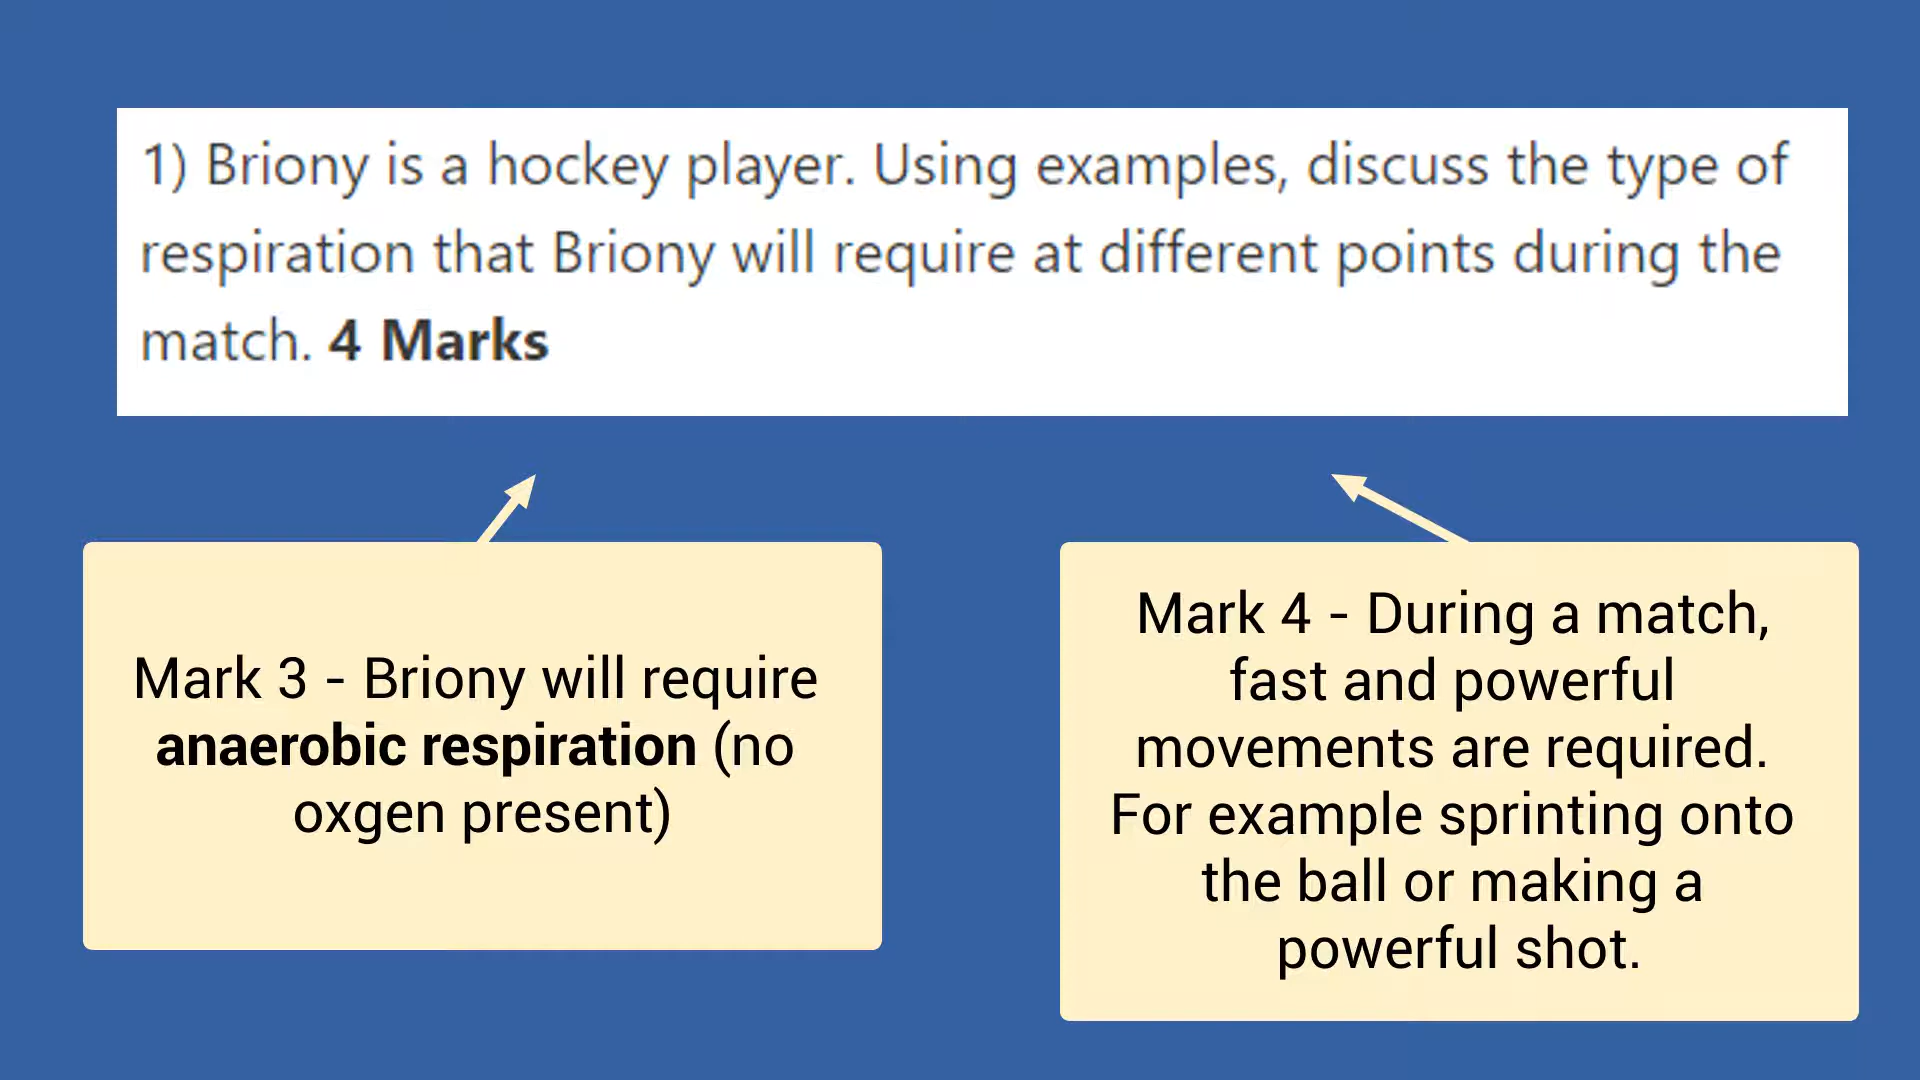 1) Briony is a hockey player. Using examples, discuss the type of
respiration that Briony will require at different points during the
match. 4 Marks
Mark 3 - Briony will require
anaerobic respiration (no
oxgen present)
Mark 4 - During a match,
fast and powerful
movements are required.
For example sprinting onto
the ball or making a
powerful shot.